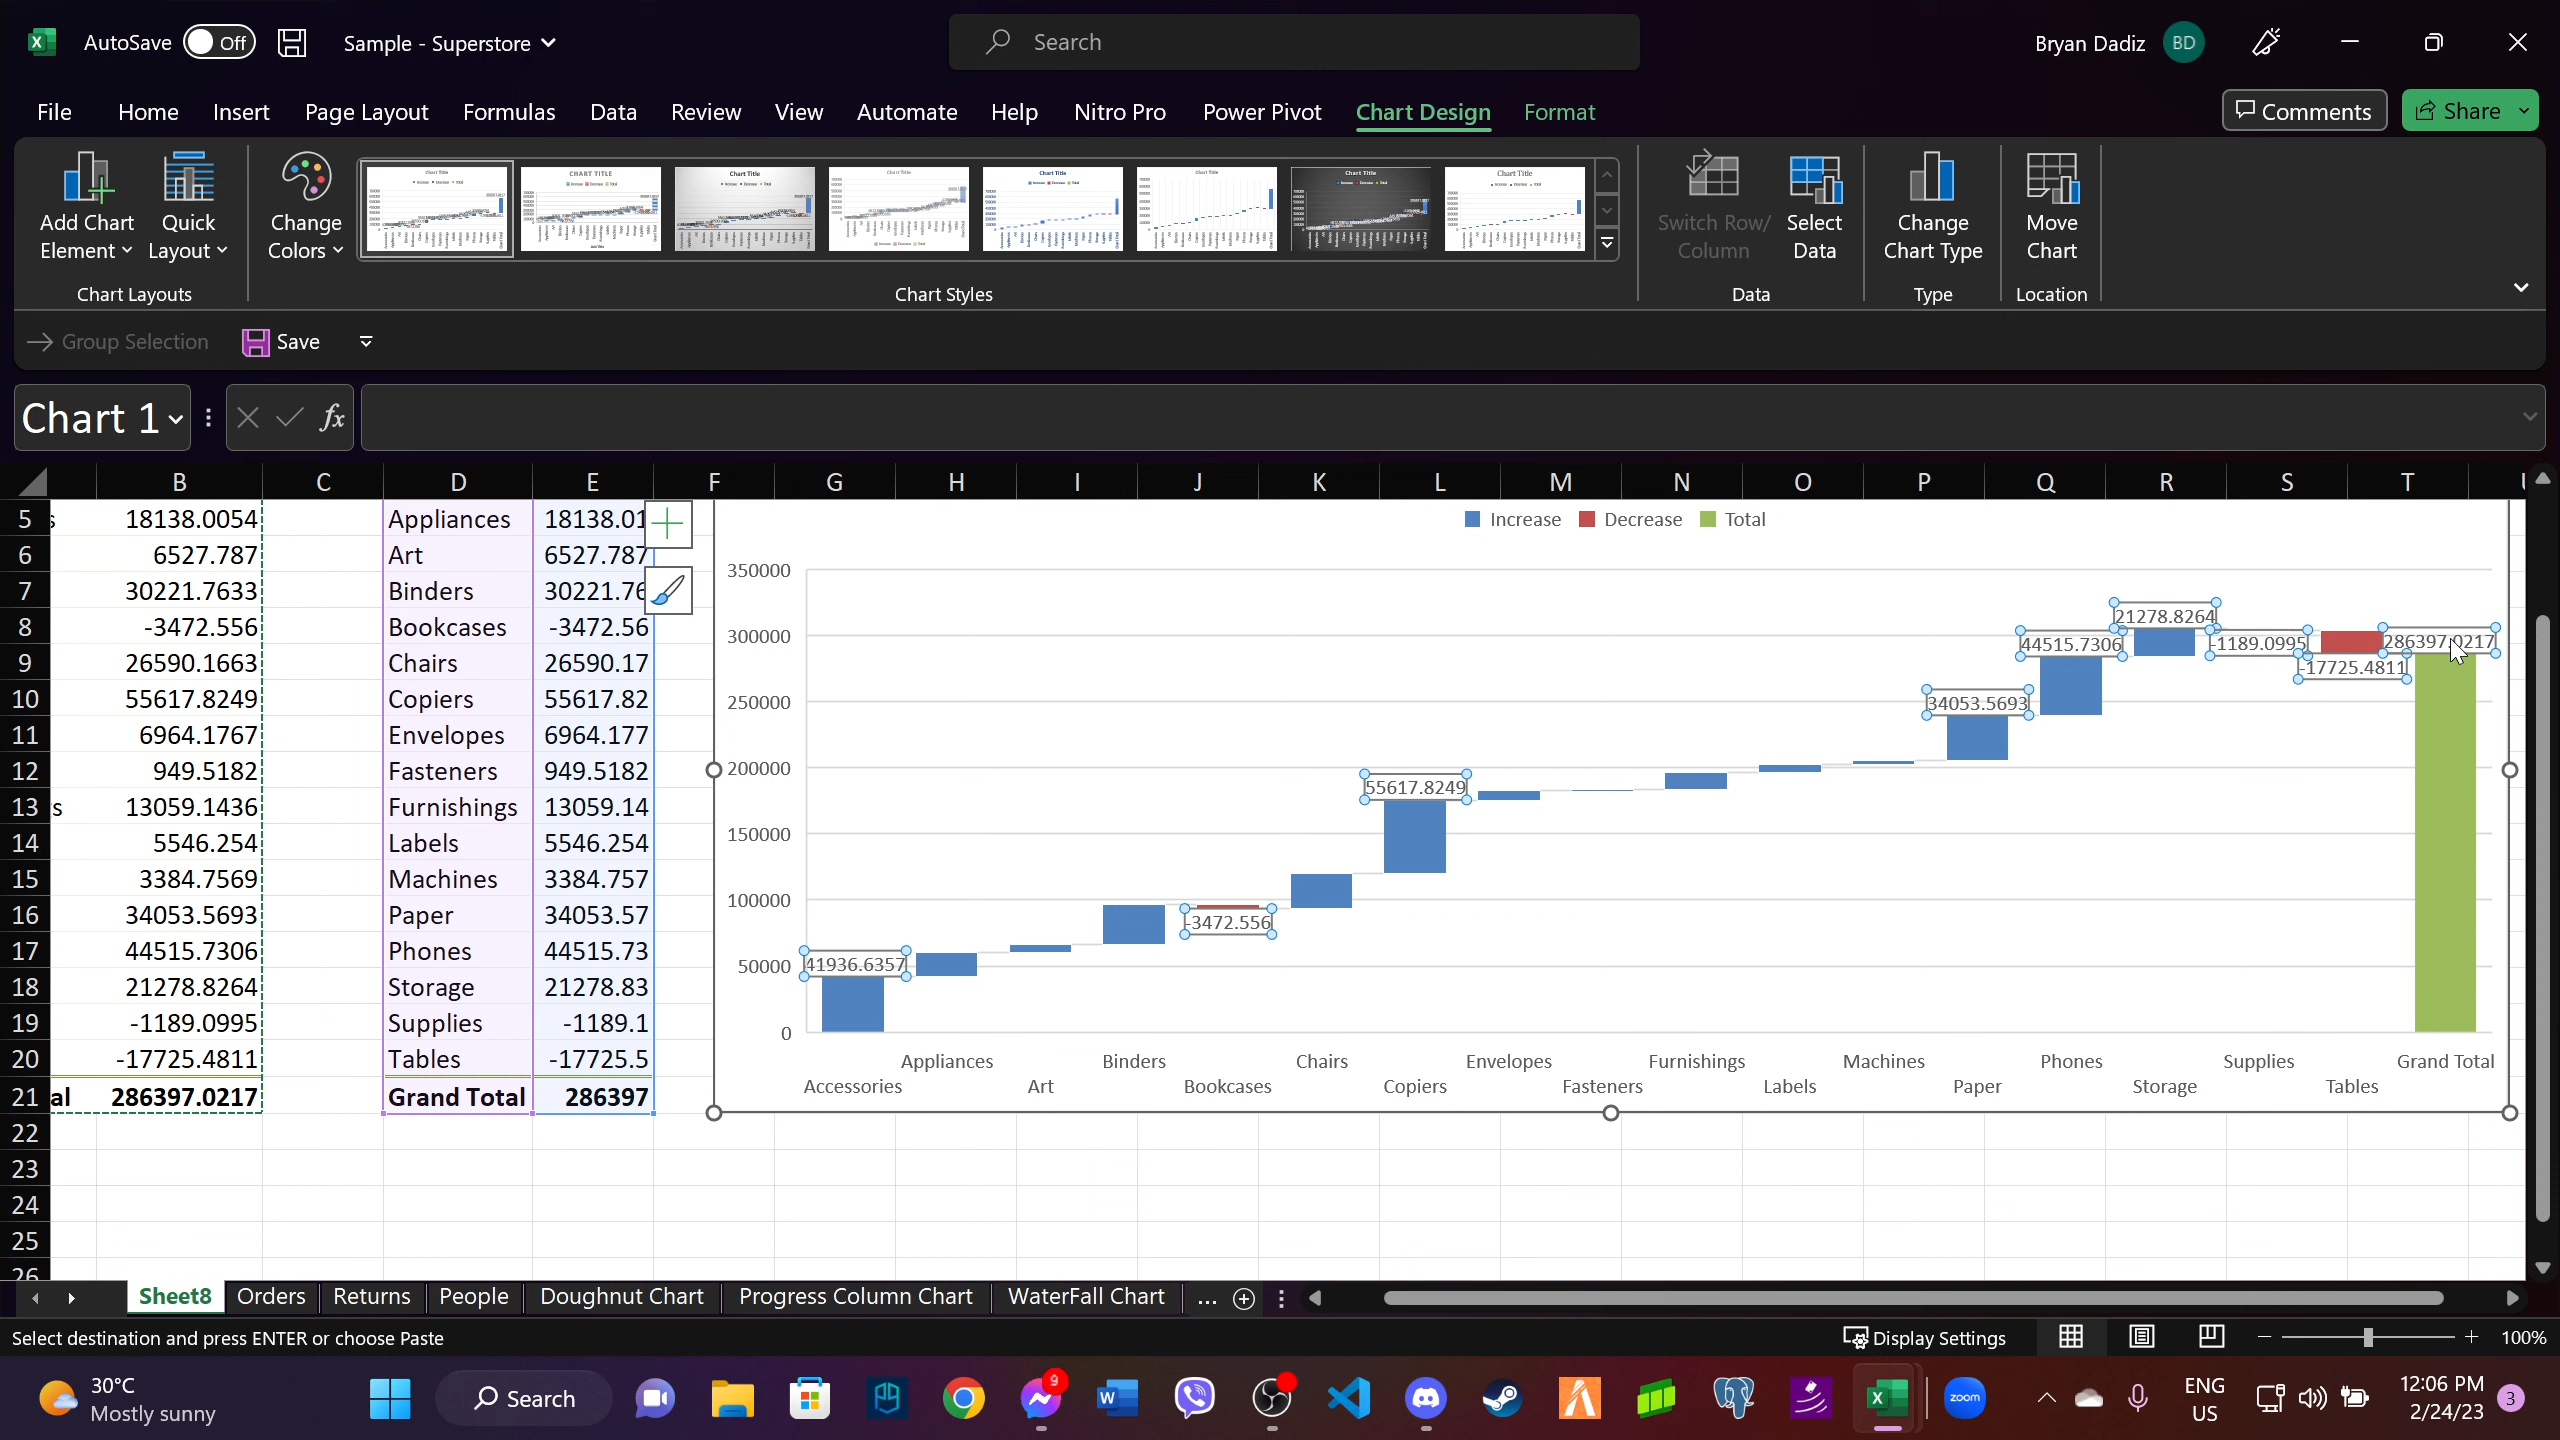 AutoSave Off Sample - Superstore Search Bryan Dadiz BD
File Home Insert Page Layout Formulas Data Review View Automate Help Nitro Pro Power Pivot Chart Design Format Comments Share
Add Chart Element Quick Layout Change Colors Switch Row/ Column Select Data Change Chart Type Move Chart
Chart Layouts Chart Styles Data Type Location
Group Selection Save
Chart 1 fx
B C D E F G H I J K L M N O P Q R S T
5 s 18138.0054 Appliances 18138.01
6 6527.787 Art 6527.787
7 30221.7633 Binders 30221.76
8 -3472.556 Bookcases -3472.56
9 26590.1663 Chairs 26590.17
10 55617.8249 Copiers 55617.82
11 6964.1767 Envelopes 6964.177
12 949.5182 Fasteners 949.5182
13 s 13059.1436 Furnishings 13059.14
14 5546.254 Labels 5546.254
15 3384.7569 Machines 3384.757
16 34053.5693 Paper 34053.57
17 44515.7306 Phones 44515.73
18 21278.8264 Storage 21278.83
19 -1189.0995 Supplies -1189.1
20 -17725.4811 Tables -17725.5
21 al 286397.0217 Grand Total 286397
22
23
24
25
26
Increase Decrease Total
350000
300000
250000
200000
150000
100000
50000
0
41936.6357
-3472.556
55617.8249
34053.5693
44515.7306
21278.8264
-1189.0995
-17725.4811
286397.0217
Appliances Binders Chairs Envelopes Furnishings Machines Phones Supplies Grand Total
Accessories Art Bookcases Copiers Fasteners Labels Paper Storage Tables
Sheet8 Orders Returns People Doughnut Chart Progress Column Chart WaterFall Chart ...
Select destination and press ENTER or choose Paste Display Settings 100%
30°C
Mostly sunny
Search
9
W
zoom
ENG
US
12:06 PM
2/24/23
3